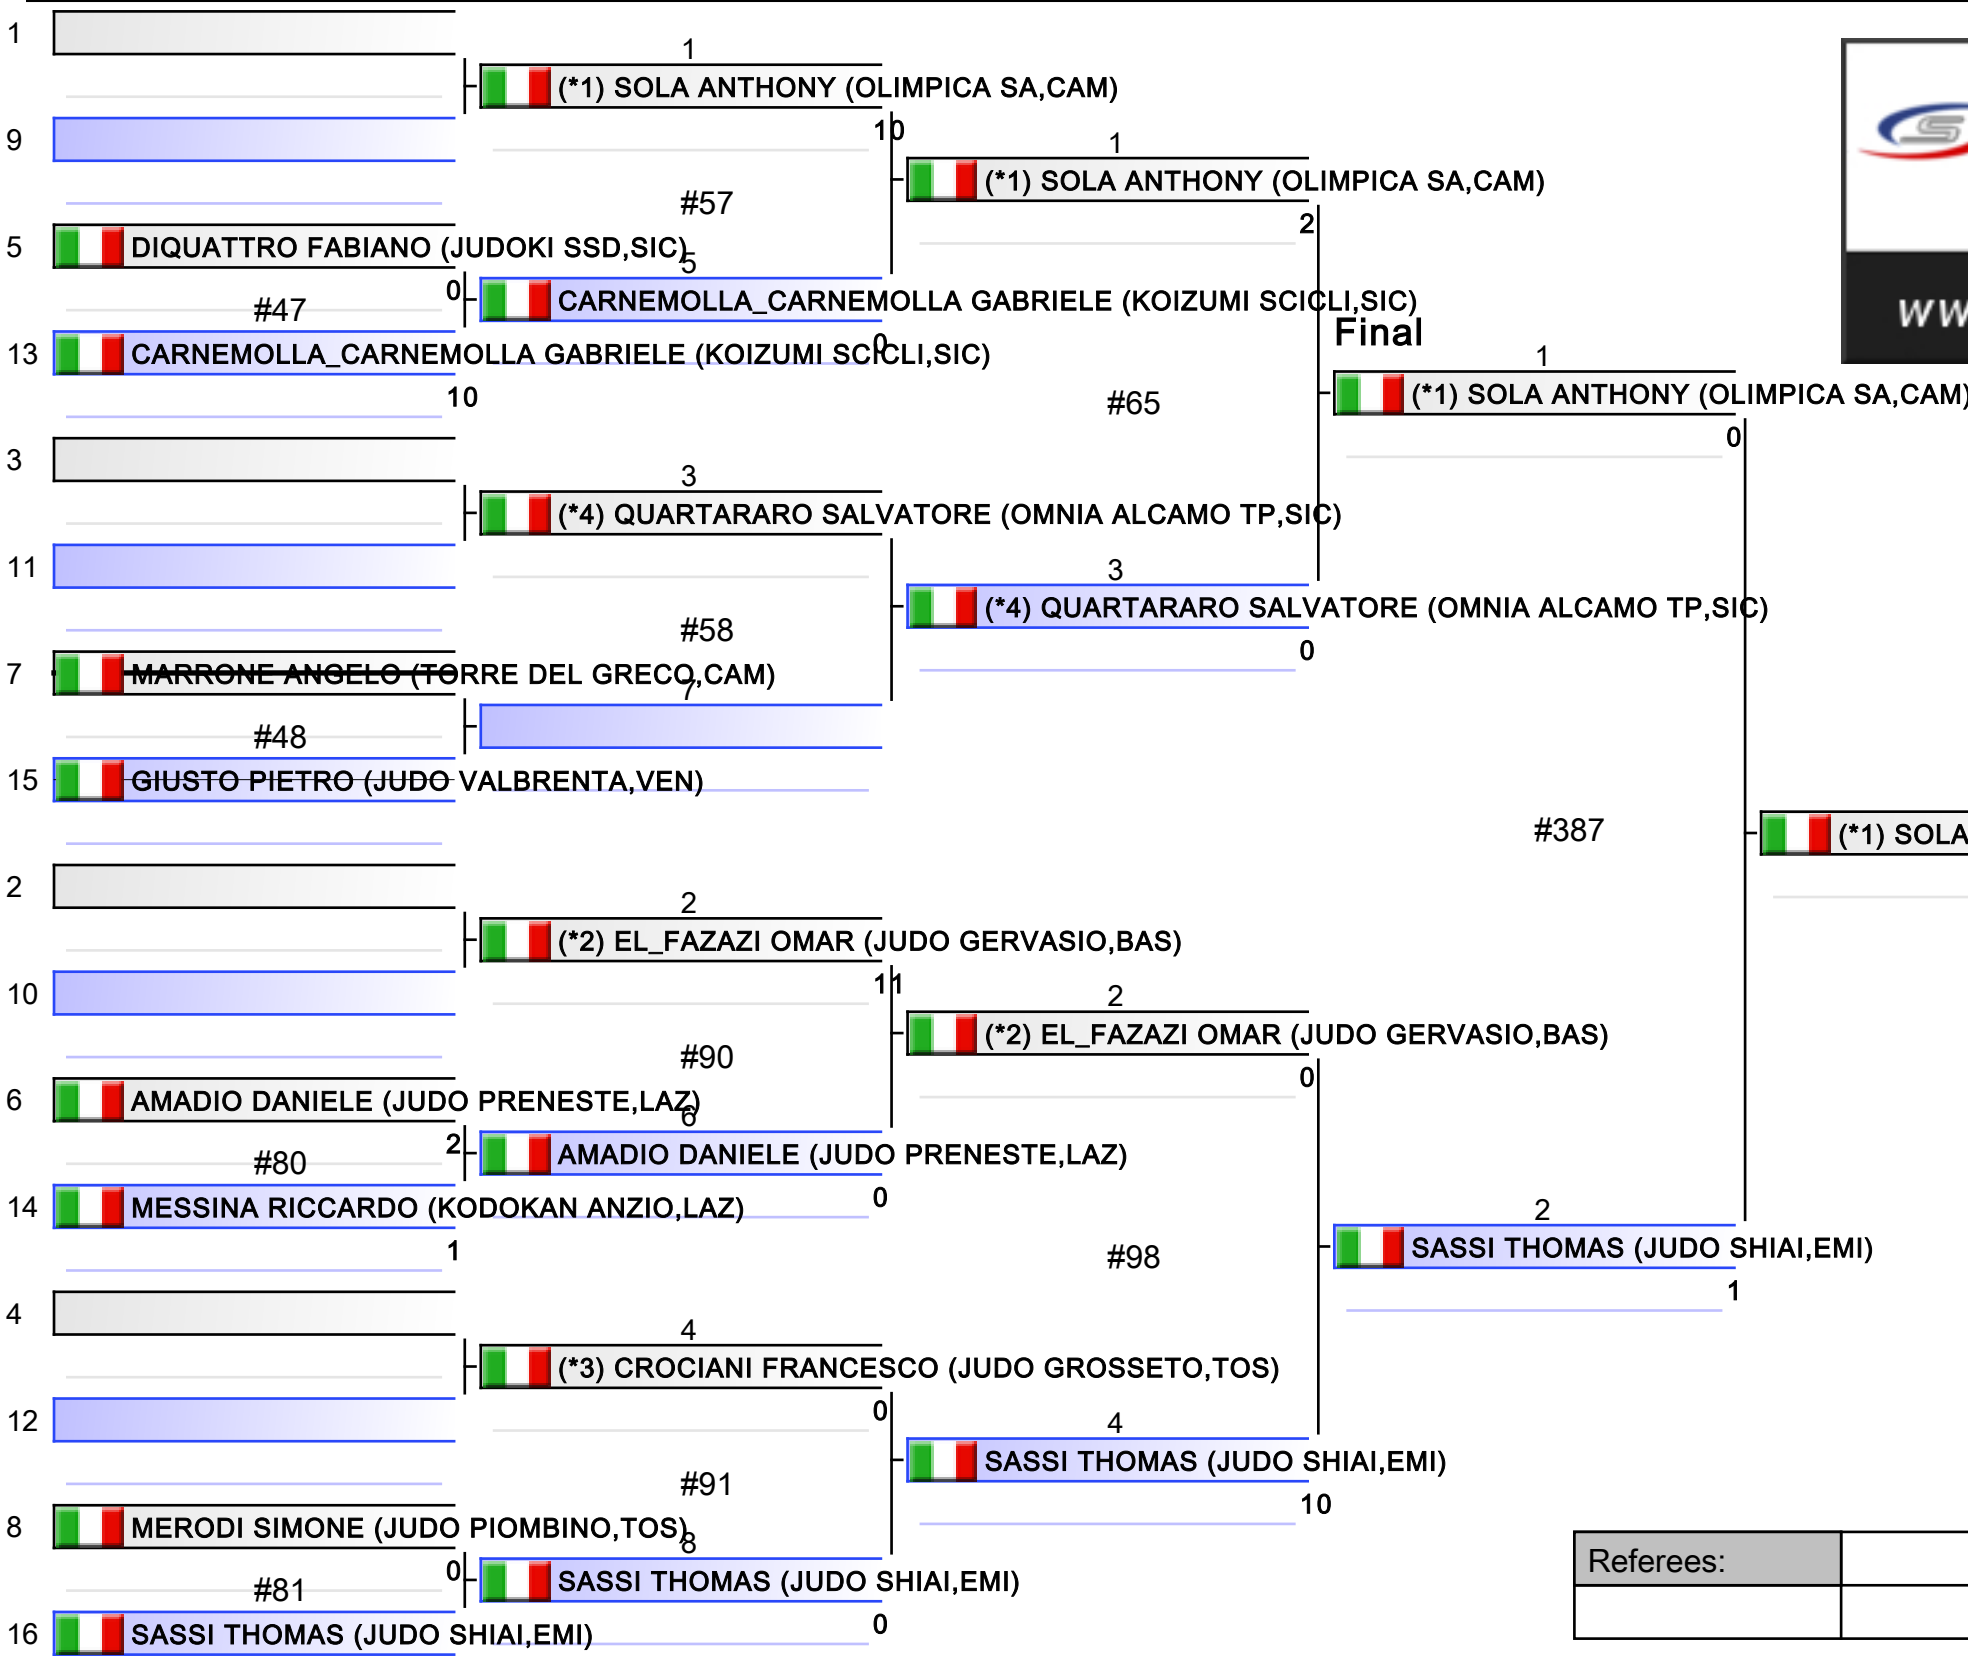 1
9
5 DIQUATTRO FABIANO (JUDOKI SSD,SIC)
0
#47
13 CARNEMOLLA_CARNEMOLLA GABRIELE (KOIZUMI SCICLI,SIC)
10
3
11
7 MARRONE ANGELO (TORRE DEL GRECO,CAM)
#48
15 GIUSTO PIETRO (JUDO VALBRENTA,VEN)
2
10
6 AMADIO DANIELE (JUDO PRENESTE,LAZ)
2
#80
14 MESSINA RICCARDO (KODOKAN ANZIO,LAZ)
1
4
12
8 MERODI SIMONE (JUDO PIOMBINO,TOS)
0
#81
16 SASSI THOMAS (JUDO SHIAI,EMI)
1
(*1) SOLA ANTHONY (OLIMPICA SA,CAM)
10
#57
5
CARNEMOLLA_CARNEMOLLA GABRIELE (KOIZUMI SCICLI,SIC)
0
3
(*4) QUARTARARO SALVATORE (OMNIA ALCAMO TP,SIC)
#58
7
2
(*2) EL_FAZAZI OMAR (JUDO GERVASIO,BAS)
11
#90
6
AMADIO DANIELE (JUDO PRENESTE,LAZ)
0
4
(*3) CROCIANI FRANCESCO (JUDO GROSSETO,TOS)
0
#91
8
SASSI THOMAS (JUDO SHIAI,EMI)
0
1
(*1) SOLA ANTHONY (OLIMPICA SA,CAM)
2
#65
3
(*4) QUARTARARO SALVATORE (OMNIA ALCAMO TP,SIC)
0
2
(*2) EL_FAZAZI OMAR (JUDO GERVASIO,BAS)
0
#98
4
SASSI THOMAS (JUDO SHIAI,EMI)
10
Final
1
(*1) SOLA ANTHONY (OLIMPICA SA,CAM)
0
#387
2
SASSI THOMAS (JUDO SHIAI,EMI)
1
(*1) SOLA
S
ww
Referees: